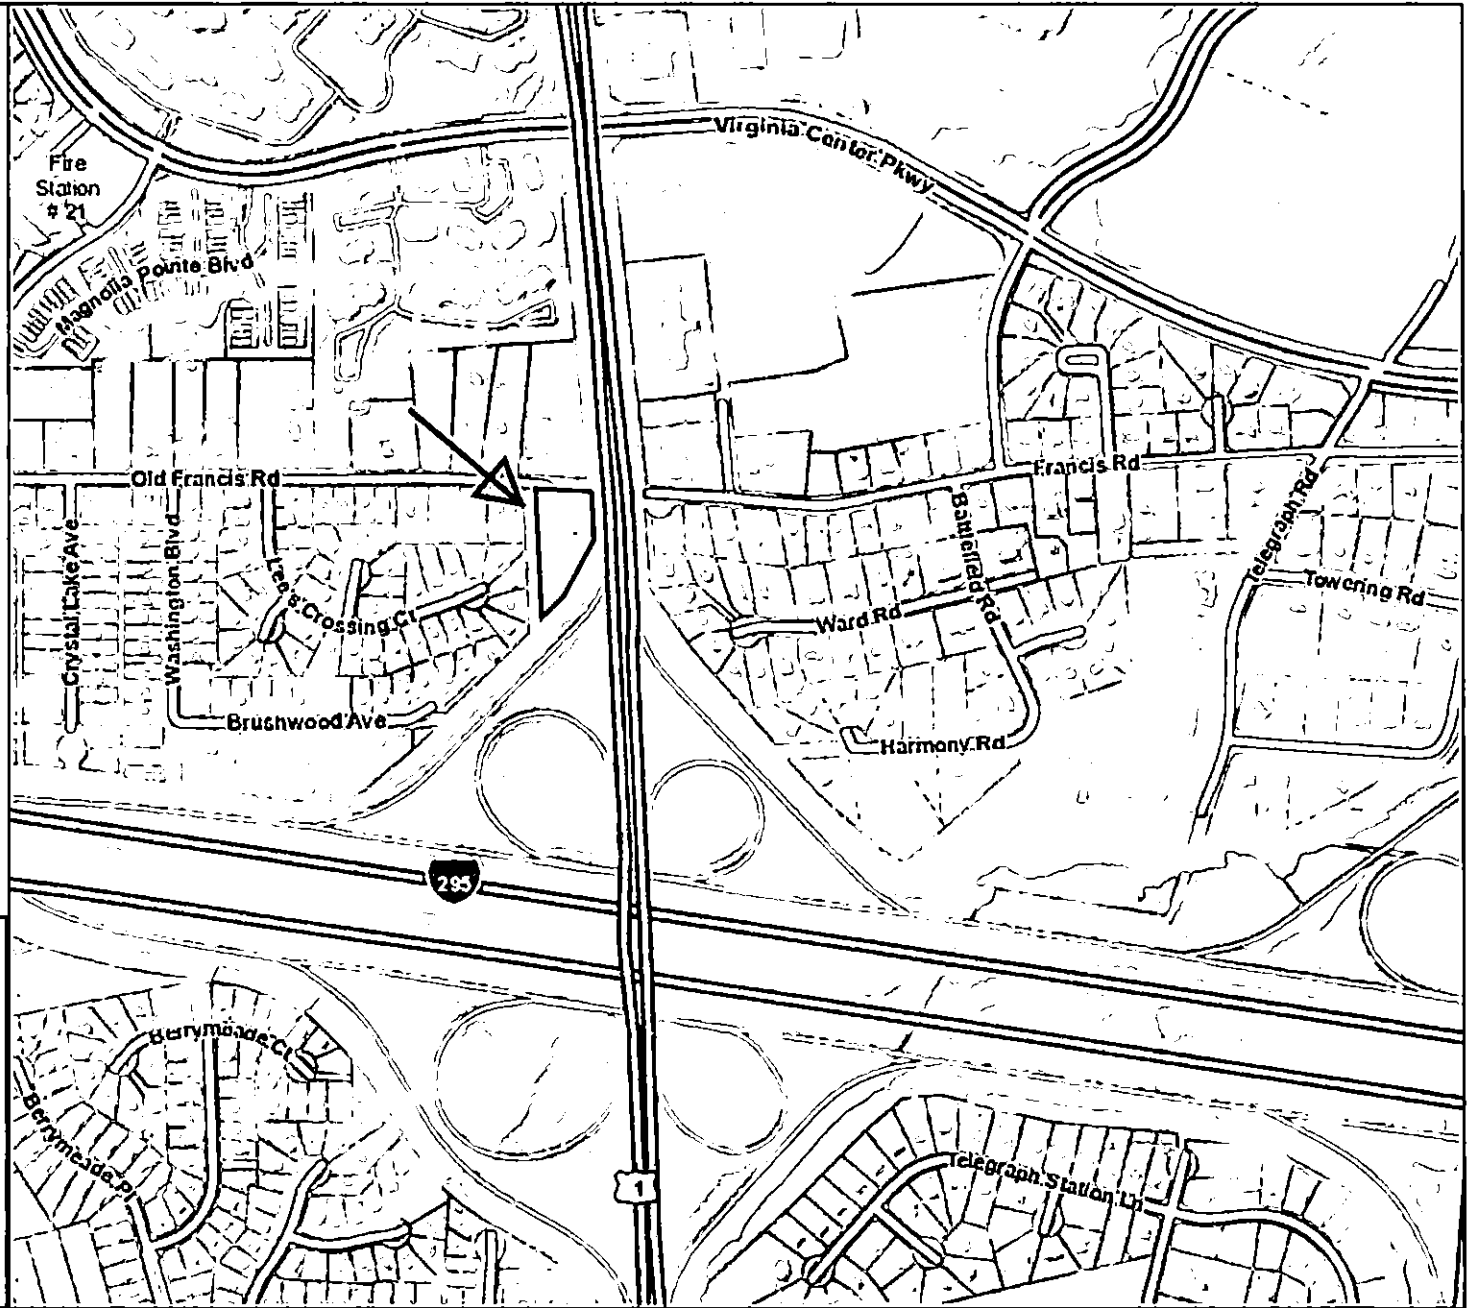 Virginia Center Pkwy
Fire
Station
# 21
Magnolia Pointe Blvd
Old Francis Rd
Francis Rd
Crystal Lake Ave
Washington Blvd
Lee's Crossing Ct
Battlefield Rd
Telegraph Rd
Towering Rd
Ward Rd
Brushwood Ave
Harmony Rd
295
Berrymeade Ct
Berrymeade Pl
1
Telegraph Station Ln